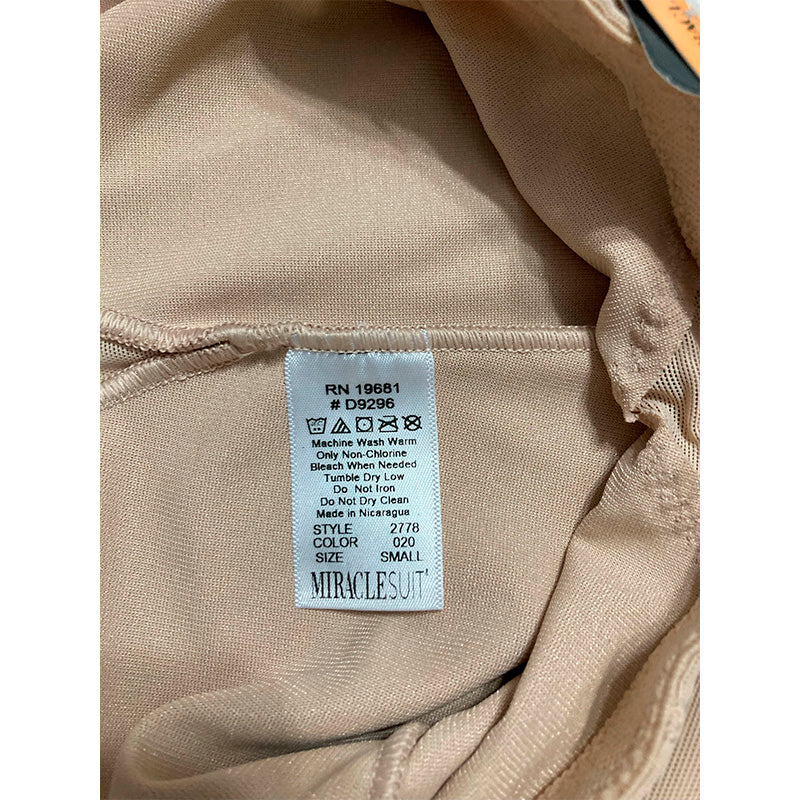 RN 19681
# D9296
Machine Wash Warm
Only Non-Chlorine
Bleach When Needed
Tumble Dry Low
Do Not Iron
Do Not Dry Clean
Made in Nicaragua
STYLE 2778
COLOR 020
SIZE SMALL
MIRACLESUIT